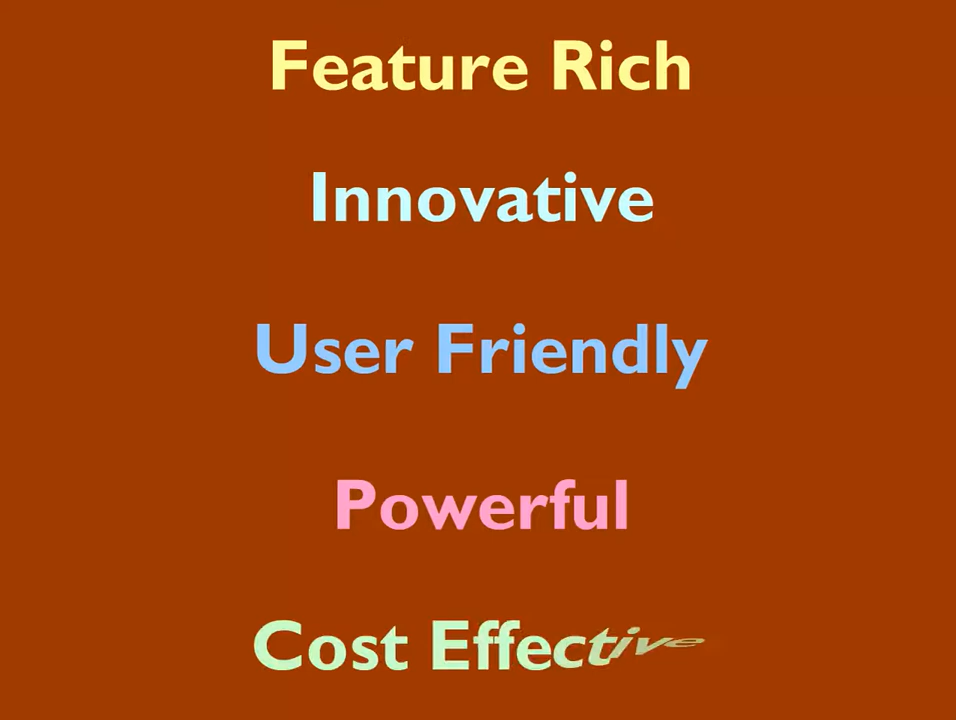 Feature Rich
Innovative
User Friendly
Powerful
Cost Effective